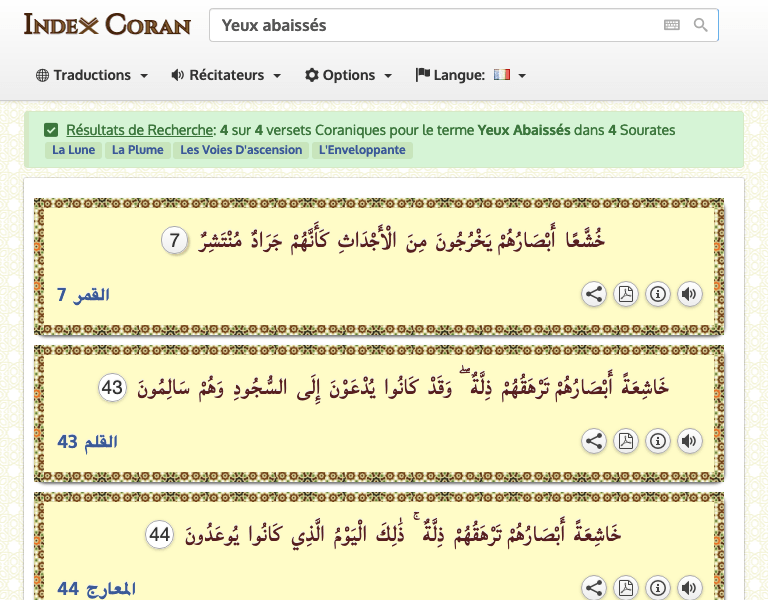 INDEX CORAN
Yeux abaissés
Traductions
Récitateurs
Options
Langue:
Résultats de Recherche: 4 sur 4 versets Coraniques pour le terme Yeux Abaissés dans 4 Sourates
La Lune La Plume Les Voies D'ascension L'Enveloppante
خُشَّعًا أَبْصَارُهُمْ يَخْرُجُونَ مِنَ الْأَجْدَاثِ كَأَنَّهُمْ جَرَادٌ مُنْتَشِرٌ 7
القمر 7
خَاشِعَةً أَبْصَارُهُمْ تَرْهَقُهُمْ ذِلَّةٌ ۖ وَقَدْ كَانُوا يُدْعَوْنَ إِلَى السُّجُودِ وَهُمْ سَالِمُونَ 43
القلم 43
خَاشِعَةً أَبْصَارُهُمْ تَرْهَقُهُمْ ذِلَّةٌ ۚ ذَٰلِكَ الْيَوْمُ الَّذِي كَانُوا يُوعَدُونَ 44
المعارج 44